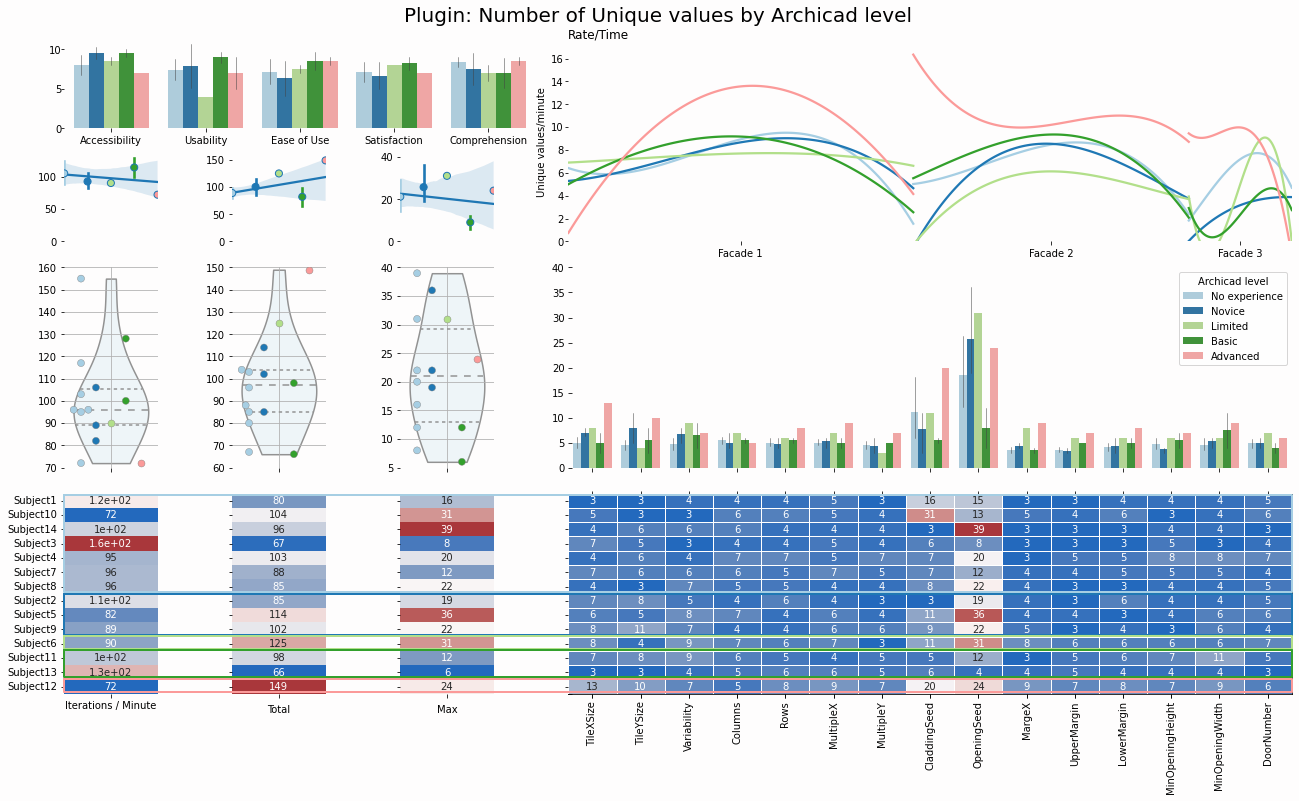 Plugin: Number of Unique values by Archicad level
Rate/Time
10
5
0
Accessibility
Usability
Ease of Use
Satisfaction
Comprehension
Unique values/minute
16
14
12
10
8
6
4
2
0
Facade 1
Facade 2
Facade 3
100
50
0
150
100
50
0
40
20
0
160
150
140
130
120
110
100
90
80
70
150
140
130
120
110
100
90
80
70
60
40
35
30
25
20
15
10
5
40
35
30
25
20
15
10
5
0
Archicad level
No experience
Novice
Limited
Basic
Advanced
Subject1 1.2e+02 80 16 3 3 4 4 4 5 3 16 15 3 3 4 4 4 5
Subject10 72 104 31 5 3 3 6 6 5 4 31 13 5 4 6 3 4 6
Subject14 1e+02 96 39 4 6 6 6 4 4 4 3 39 3 3 3 4 4 3
Subject3 1.6e+02 67 8 7 5 3 4 4 5 4 6 8 3 3 3 5 3 4
Subject4 95 103 20 4 6 4 7 7 5 7 7 20 3 5 5 8 8 7
Subject7 96 88 12 7 6 6 6 5 7 5 7 12 4 4 5 5 5 4
Subject8 96 85 22 4 3 7 5 5 4 4 8 22 4 3 3 4 4 5
Subject2 1.1e+02 85 19 7 8 5 4 6 4 3 3 19 4 3 6 4 4 5
Subject5 82 114 36 6 5 8 7 4 6 4 11 36 4 4 3 4 6 6
Subject9 89 102 22 8 11 7 4 4 6 6 9 22 5 3 4 3 6 4
Subject6 90 125 31 8 4 9 7 6 7 3 11 31 8 6 6 6 6 7
Subject11 1e+02 98 12 7 8 9 6 5 4 5 5 12 3 5 6 7 11 5
Subject13 1.3e+02 66 6 3 3 4 5 6 6 5 6 4 4 5 4 4 4 3
Subject12 72 149 24 13 10 7 5 8 9 7 20 24 9 7 8 7 9 6
Iterations / Minute
Total
Max
TileXSize
TileYSize
Variability
Columns
Rows
MultipleX
MultipleY
CladdingSeed
OpeningSeed
MargeX
UpperMargin
LowerMargin
MinOpeningHeight
MinOpeningWidth
DoorNumber